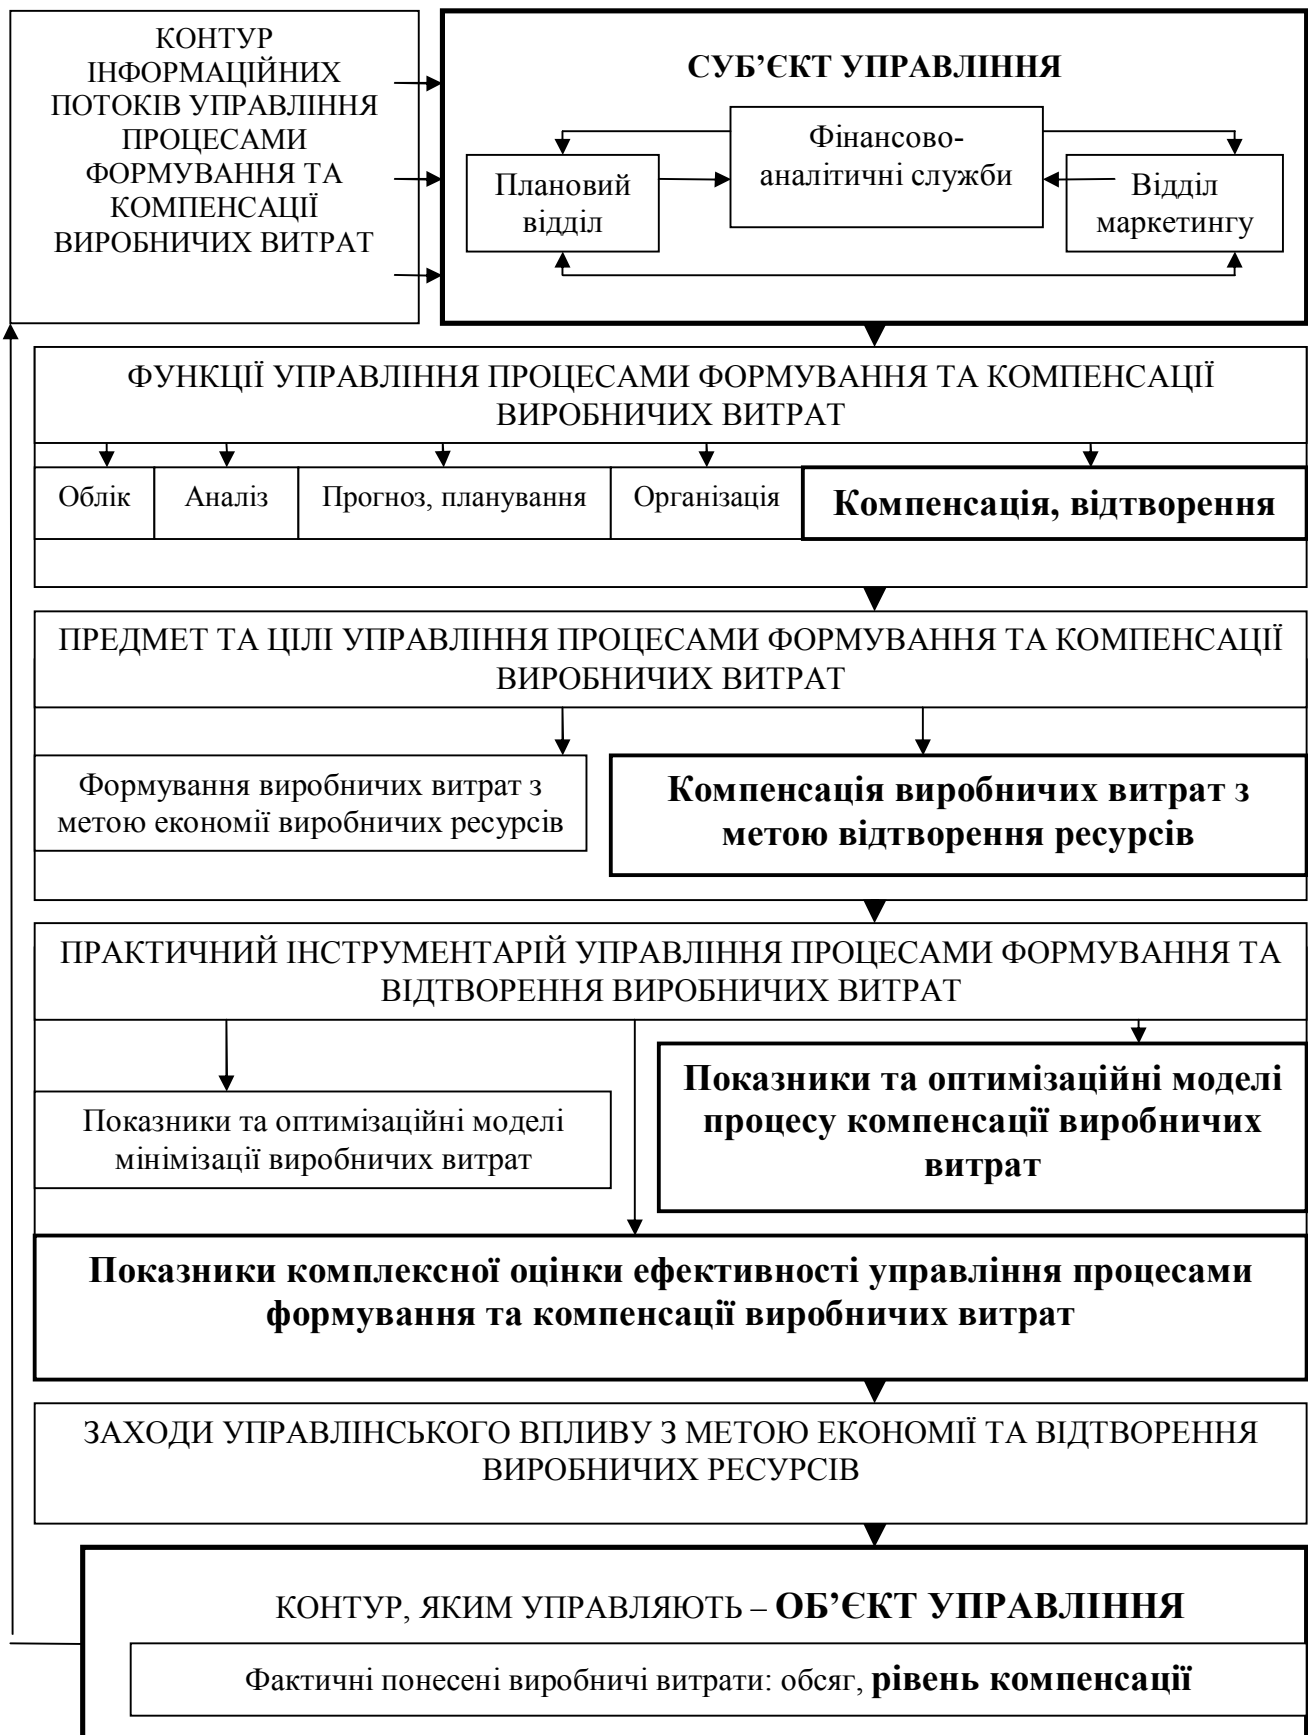 КОНТУР
ІНФОРМАЦІЙНИХ
ПОТОКІВ УПРАВЛІННЯ
ПРОЦЕСАМИ
ФОРМУВАННЯ ТА
КОМПЕНСАЦІЇ
ВИРОБНИЧИХ ВИТРАТ
СУБ’ЄКТ УПРАВЛІННЯ
Фінансово-
аналітичні служби
Плановий
відділ
Відділ
маркетингу
ФУНКЦІЇ УПРАВЛІННЯ ПРОЦЕСАМИ ФОРМУВАННЯ ТА КОМПЕНСАЦІЇ
ВИРОБНИЧИХ ВИТРАТ
Облік
Аналіз
Прогноз, планування
Організація
Компенсація, відтворення
ПРЕДМЕТ ТА ЦІЛІ УПРАВЛІННЯ ПРОЦЕСАМИ ФОРМУВАННЯ ТА КОМПЕНСАЦІЇ
ВИРОБНИЧИХ ВИТРАТ
Формування виробничих витрат з
метою економії виробничих ресурсів
Компенсація виробничих витрат з
метою відтворення ресурсів
ПРАКТИЧНИЙ ІНСТРУМЕНТАРІЙ УПРАВЛІННЯ ПРОЦЕСАМИ ФОРМУВАННЯ ТА
ВІДТВОРЕННЯ ВИРОБНИЧИХ ВИТРАТ
Показники та оптимізаційні моделі
мінімізації виробничих витрат
Показники та оптимізаційні моделі
процесу компенсації виробничих
витрат
Показники комплексної оцінки ефективності управління процесами
формування та компенсації виробничих витрат
ЗАХОДИ УПРАВЛІНСЬКОГО ВПЛИВУ З МЕТОЮ ЕКОНОМІЇ ТА ВІДТВОРЕННЯ
ВИРОБНИЧИХ РЕСУРСІВ
КОНТУР, ЯКИМ УПРАВЛЯЮТЬ – ОБ’ЄКТ УПРАВЛІННЯ
Фактичні понесені виробничі витрати: обсяг, рівень компенсації